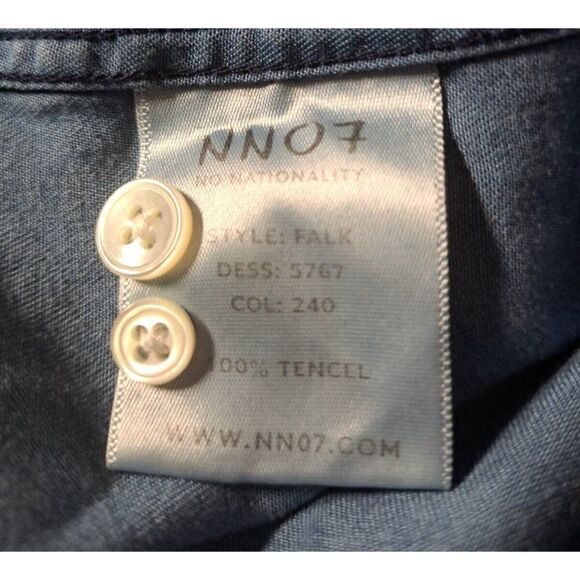 NN07
NO NATIONALITY
STYLE: FALK
DESS: 5767
COL: 240
100% TENCEL
WWW.NN07.COM